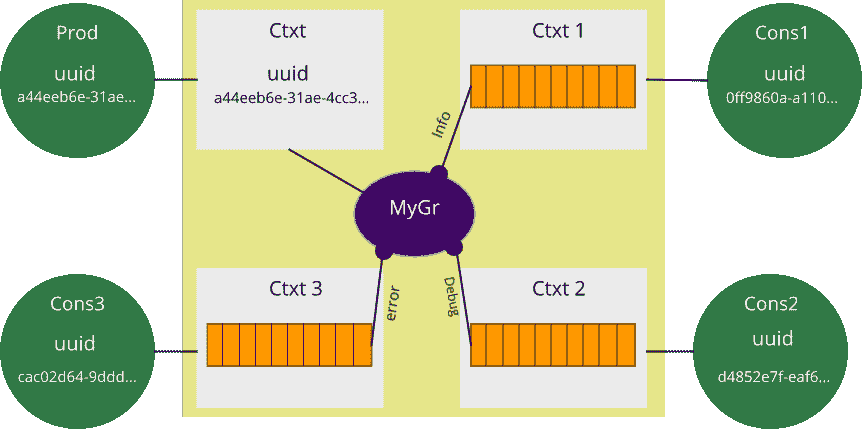 Prod
uuid
a44eeb6e-31ae...
Ctxt
uuid
a44eeb6e-31ae-4cc3...
Ctxt 1
Cons1
uuid
0ff9860a-a110...
Info
MyGr
error
Debug
Cons3
uuid
cac02d64-9ddd...
Ctxt 3
Ctxt 2
Cons2
uuid
d4852e7f-eaf6...